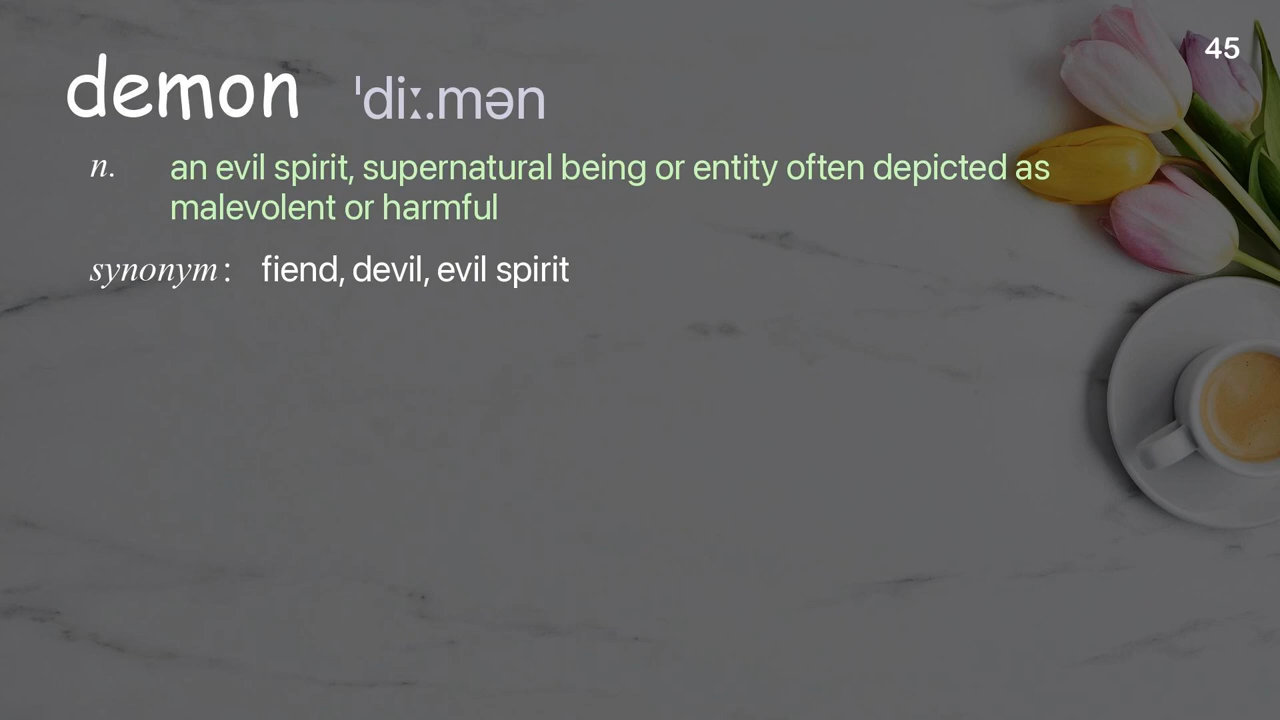 45
demon ˈdiː.mən
n. an evil spirit, supernatural being or entity often depicted as
malevolent or harmful
synonym: fiend, devil, evil spirit